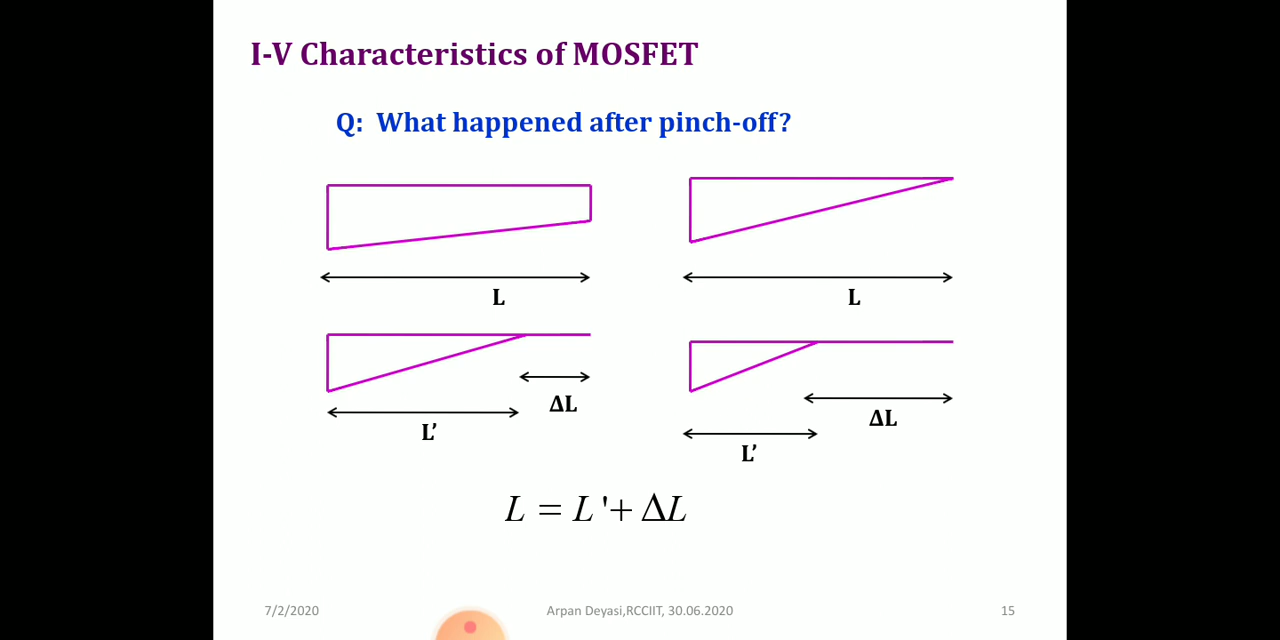 I-V Characteristics of MOSFET
Q: What happened after pinch-off?
L
L
ΔL
L’
ΔL
L’
L = L '+ ΔL
7/2/2020
Arpan Deyasi,RCCIIT, 30.06.2020
15